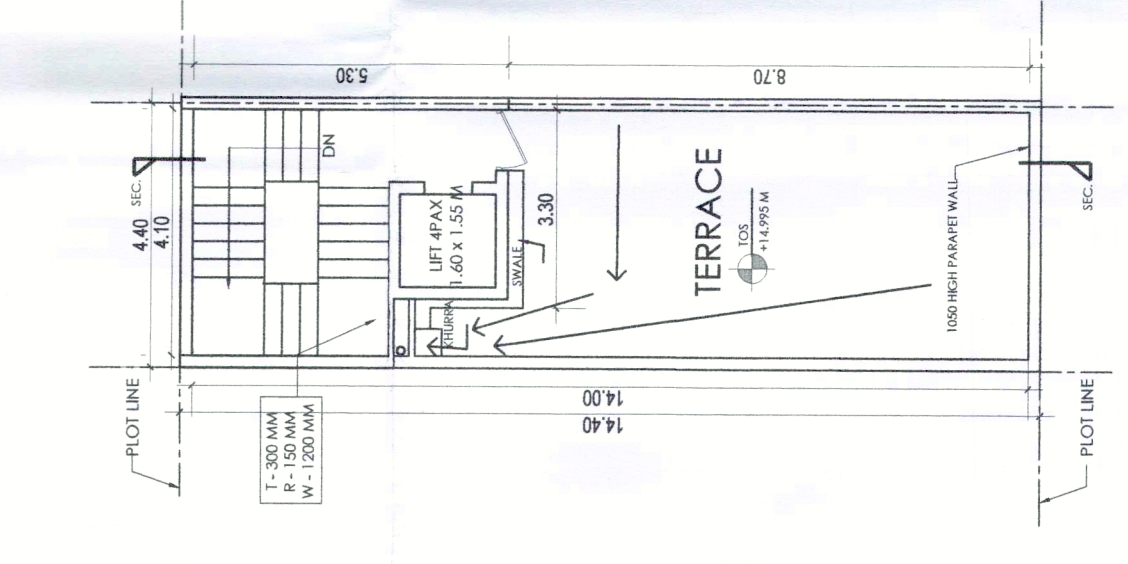 5.30
8.70
SEC.
4.40
4.10
DN
LIFT 4PAX
1.60 x 1.55 M
3.30
SWALE
KHURRA
TERRACE
TOS
+14.995 M
1050 HIGH PARAPET WALL
SEC.
14.00
14.40
PLOT LINE
T - 300 MM
R - 150 MM
W - 1200 MM
PLOT LINE